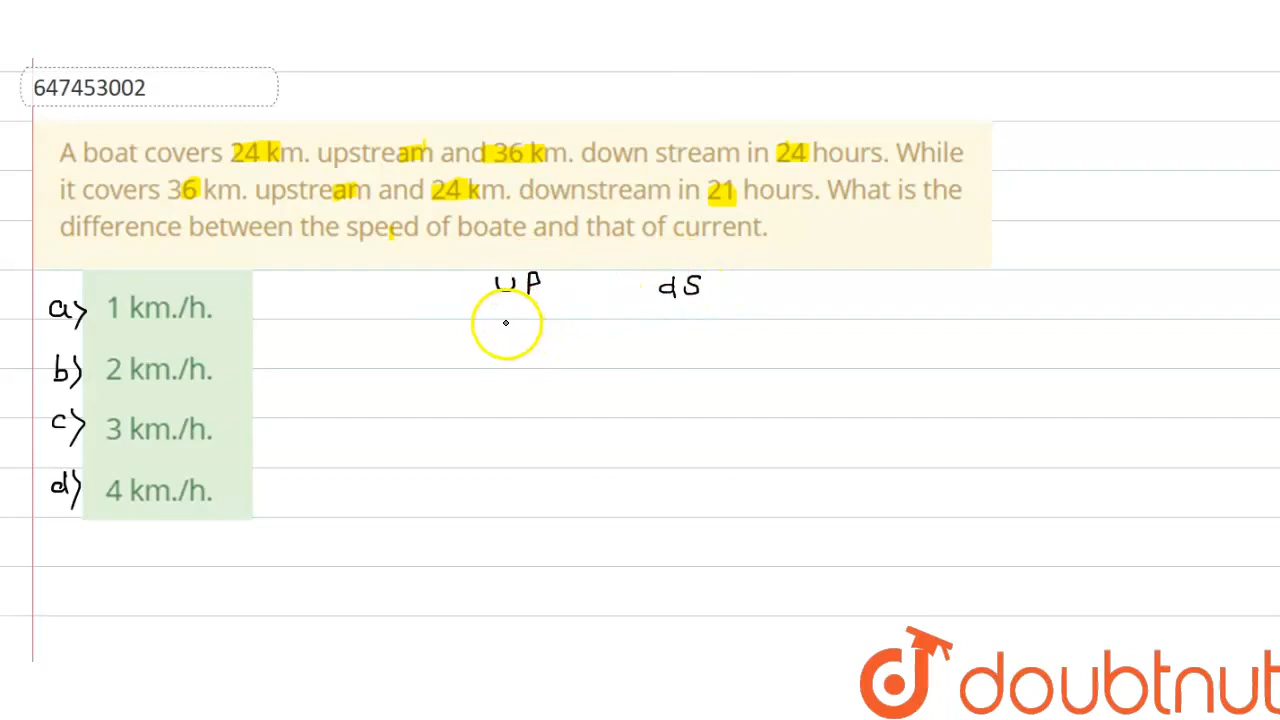 647453002
A boat covers 24 km. upstream and 36 km. down stream in 24 hours. While
it covers 36 km. upstream and 24 km. downstream in 21 hours. What is the
difference between the speed of boate and that of current.
UP dS
a) 1 km./h.
b) 2 km./h.
c) 3 km./h.
d) 4 km./h.
doubtnut